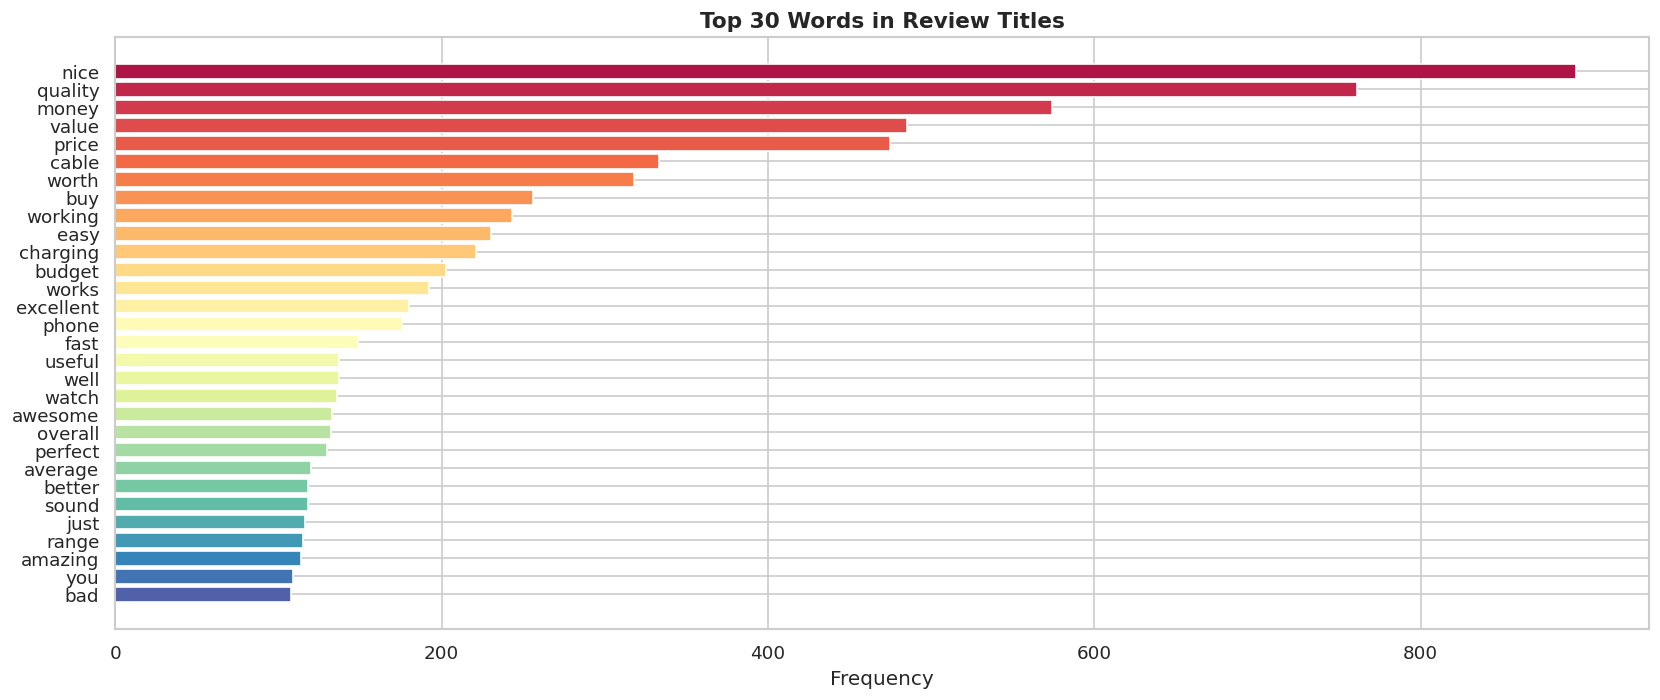 Top 30 Words in Review Titles
nice
quality
money
value
price
cable
worth
buy
working
easy
charging
budget
works
excellent
phone
fast
useful
well
watch
awesome
overall
perfect
average
better
sound
just
range
amazing
you
bad
0 200 400 600 800
Frequency